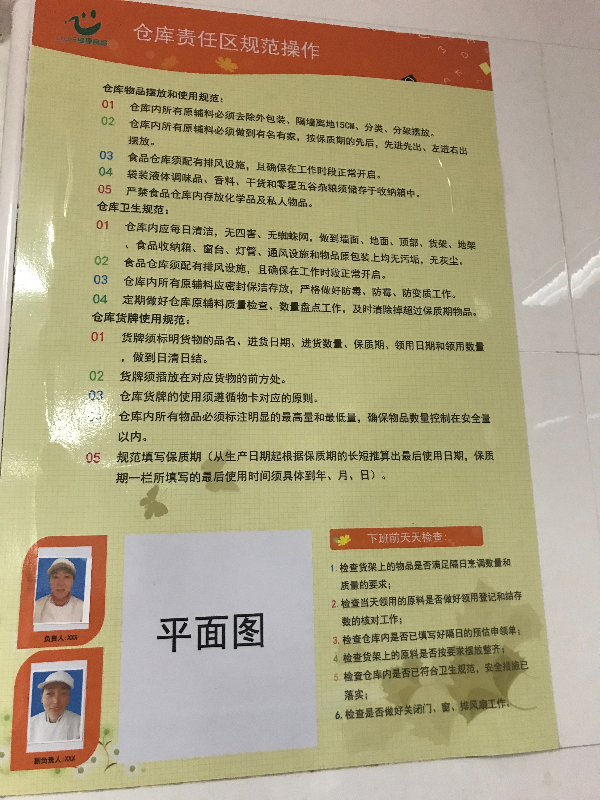 仓库责任区规范操作
仓库物品摆放和使用规范：
01 仓库内所有原辅料必须去除外包装、隔墙离地15CM、分类、分架摆放。
02 仓库内所有原辅料必须做到有名有家，按保质期的先后，先进先出、左进右出
摆放。
03 食品仓库须配有排风设施，且确保在工作时段正常开启。
04 袋装液体调味品、香料、干货和零星五谷杂粮须储存于收纳箱中。
05 严禁食品仓库内存放化学品及私人物品。
仓库卫生规范：
01 仓库内应每日清洁，无四害、无蜘蛛网，做到墙面、地面、顶部、货架、地架
、食品收纳箱、窗台、灯管、通风设施和物品原包装上均无污垢，无灰尘。
02 食品仓库须配有排风设施，且确保在工作时段正常开启。
03 仓库内所有原辅料应密封保洁存放，严格做好防霉、防霉、防变质工作。
04 定期做好仓库原辅料质量检查、数量盘点工作，及时清除掉超过保质期物品。
仓库货牌使用规范：
01 货牌须标明货物的品名、进货日期、进货数量、保质期、领用日期和领用数量
，做到日清日结。
02 货牌须插放在对应货物的前方处。
03 仓库货牌的使用须遵循物卡对应的原则。
仓库内所有物品必须标注明显的最高量和最低量，确保物品数量控制在安全量
以内。
05 规范填写保质期（从生产日期起根据保质期的长短推算出最后使用日期，保质
期一栏所填写的最后使用时间须具体到年、月、日）。
负责人:XXX
副负责人:XXX
平面图
下班前天天检查:
1.检查货架上的物品是否满足隔日烹调数量和
质量的要求；
2.检查当天领用的原料是否做好领用登记和结存
数的核对工作；
3.检查仓库内是否已填写好隔日的预估申领单；
4.检查货架上的原料是否按要求摆放整齐；
5.检查仓库内是否已符合卫生规范，安全措施已
落实；
6.检查是否做好关闭门、窗、排风扇工作。